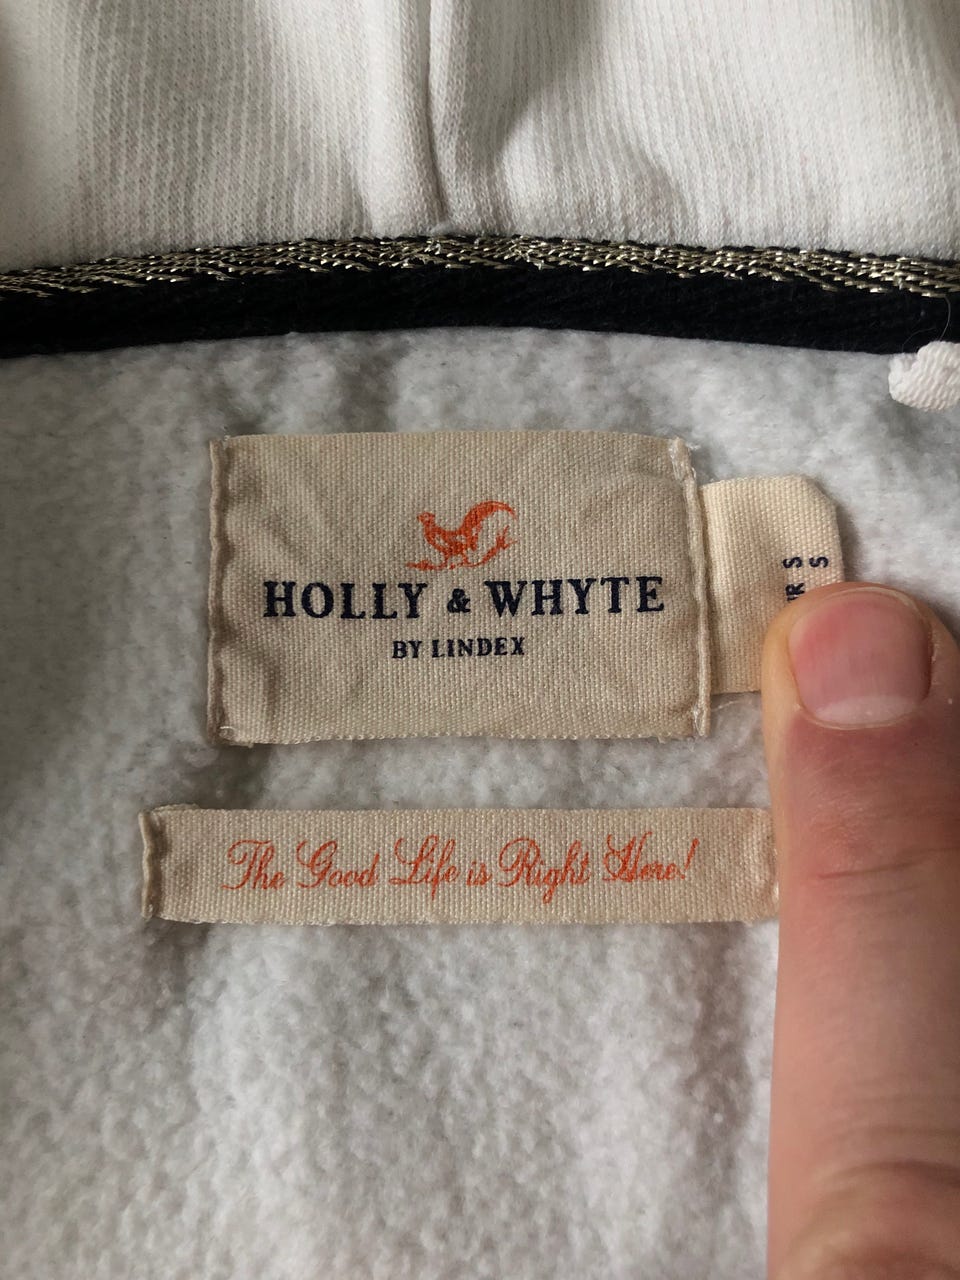 HOLLY & WHYTE
BY LINDEX
S
S
The Good Life is Right Here!